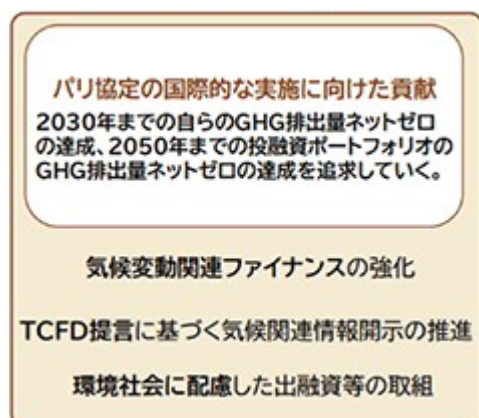 パリ協定の国際的な実施に向けた貢献
2030年までの自らのGHG排出量ネットゼロ
の達成、2050年までの投融資ポートフォリオの
GHG排出量ネットゼロの達成を追求していく。
気候変動関連ファイナンスの強化
TCFD提言に基づく気候関連情報開示の推進
環境社会に配慮した出融資等の取組